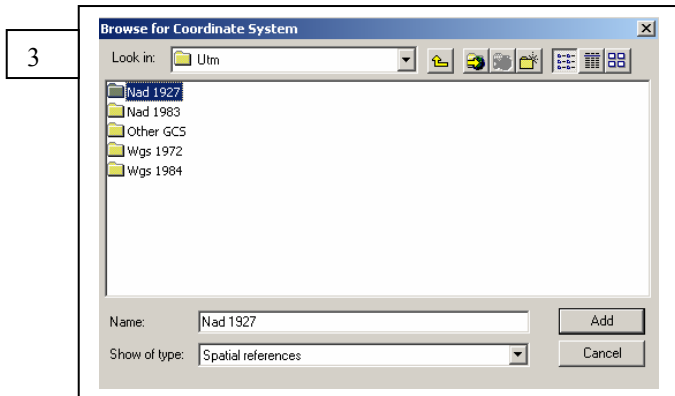 3
Browse for Coordinate System
Look in: Utm
Nad 1927
Nad 1983
Other GCS
Wgs 1972
Wgs 1984
Name: Nad 1927 Add
Show of type: Spatial references Cancel